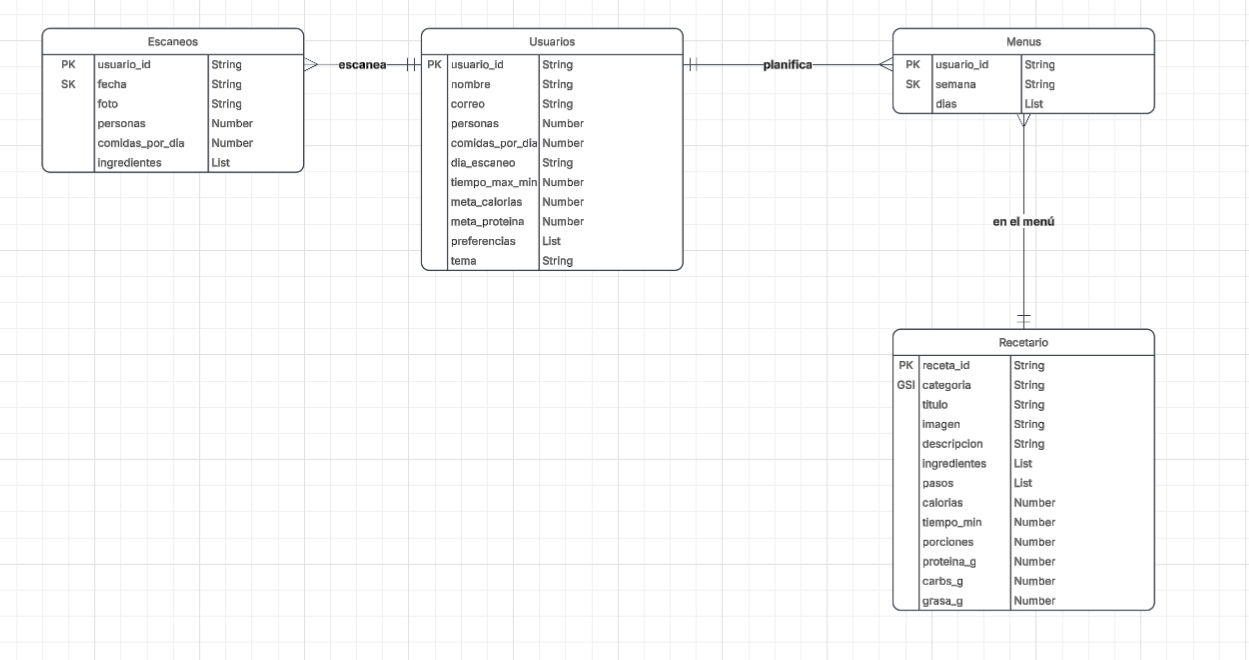 Escaneos
PK usuario_id String
SK fecha String
foto String
personas Number
comidas_por_dia Number
ingredientes List
escanea
Usuarios
PK usuario_id String
nombre String
correo String
personas Number
comidas_por_dia Number
dia_escaneo String
tiempo_max_min Number
meta_calorias Number
meta_proteina Number
preferencias List
tema String
planifica
Menus
PK usuario_id String
SK semana String
dias List
en el menú
Recetario
PK receta_id String
GSI categoria String
titulo String
imagen String
descripcion String
ingredientes List
pasos List
calorias Number
tiempo_min Number
porciones Number
proteina_g Number
carbs_g Number
grasa_g Number